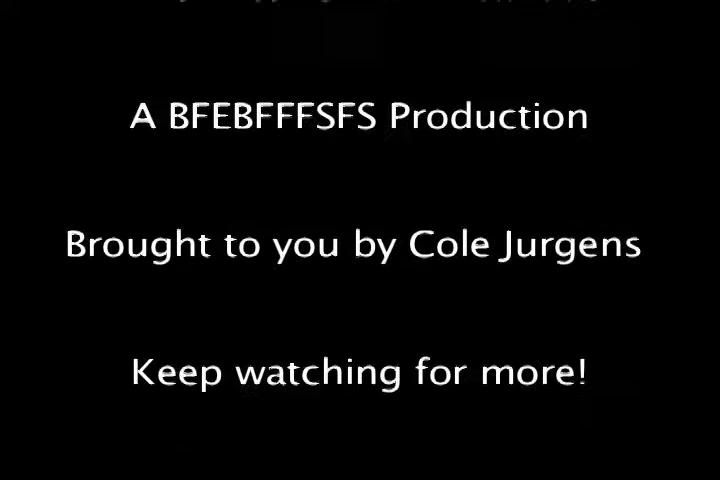 A BFEBFFFSFS Production
Brought to you by Cole Jurgens
Keep watching for more!